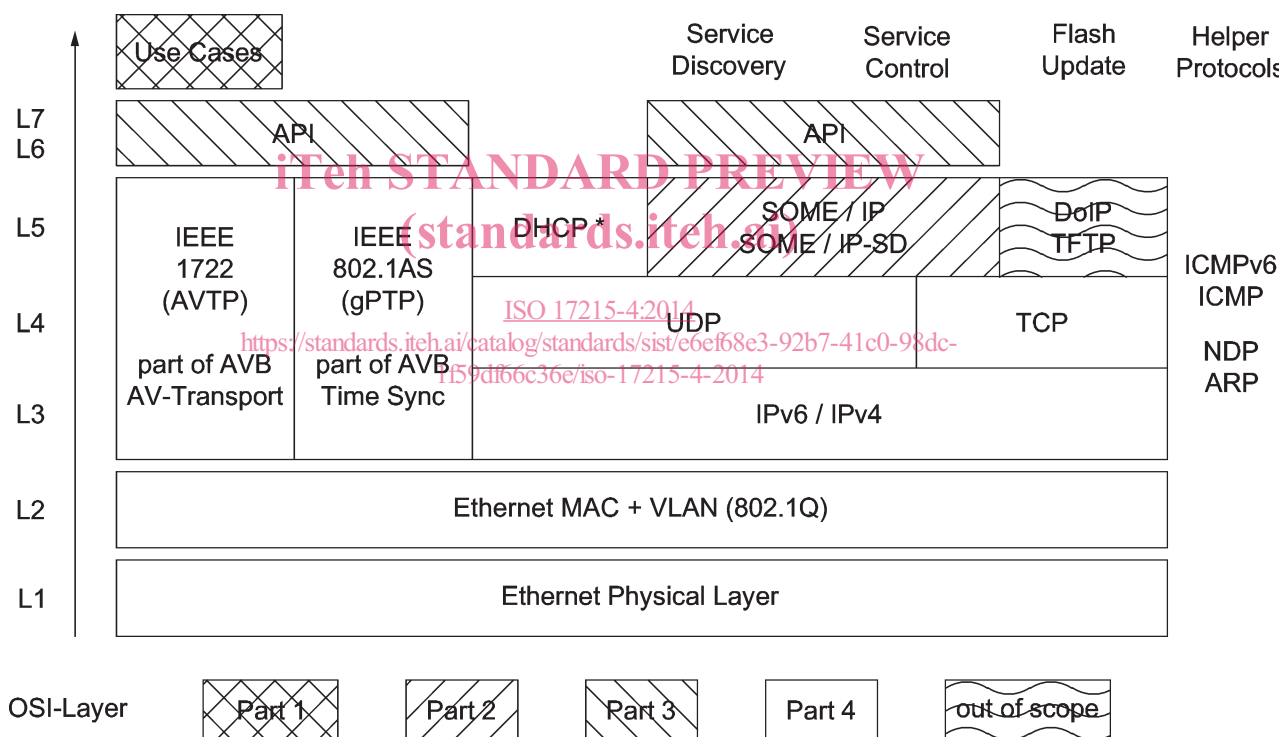 Use Cases
Service Discovery
Service Control
Flash Update
Helper Protocols
L7
L6
API
API
iTeh STANDARD PREVIEW
(standards.iteh.ai)
L5
IEEE 1722 (AVTP)
part of AVB AV-Transport
IEEE 802.1AS (gPTP)
part of AVB Time Sync
DHCP *
SOME / IP
SOME / IP-SD
DoIP
TFTP
ICMPv6
ICMP
NDP
ARP
ISO 17215-4:2014
https://standards.iteh.ai/catalog/standards/sist/e6ef68e3-92b7-41c0-98dc-
1f59df66c36e/iso-17215-4-2014
L4
UDP
TCP
L3
IPv6 / IPv4
L2
Ethernet MAC + VLAN (802.1Q)
L1
Ethernet Physical Layer
OSI-Layer
Part 1
Part 2
Part 3
Part 4
out of scope